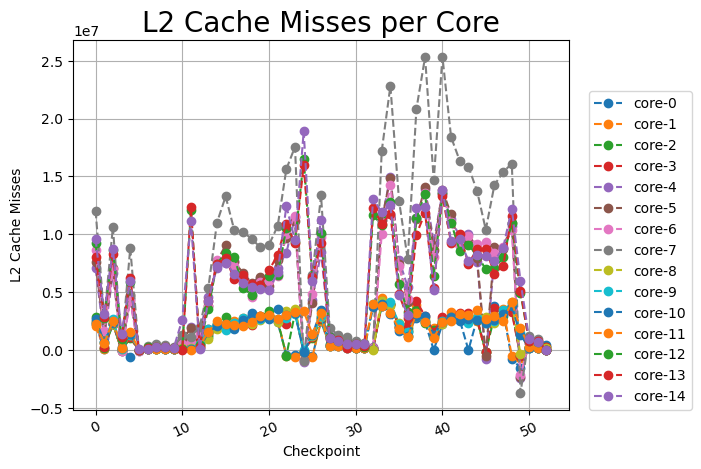 L2 Cache Misses per Core
1e7
2.5
2.0
1.5
1.0
0.5
0.0
−0.5
L2 Cache Misses
0 10 20 30 40 50
Checkpoint
core-0
core-1
core-2
core-3
core-4
core-5
core-6
core-7
core-8
core-9
core-10
core-11
core-12
core-13
core-14